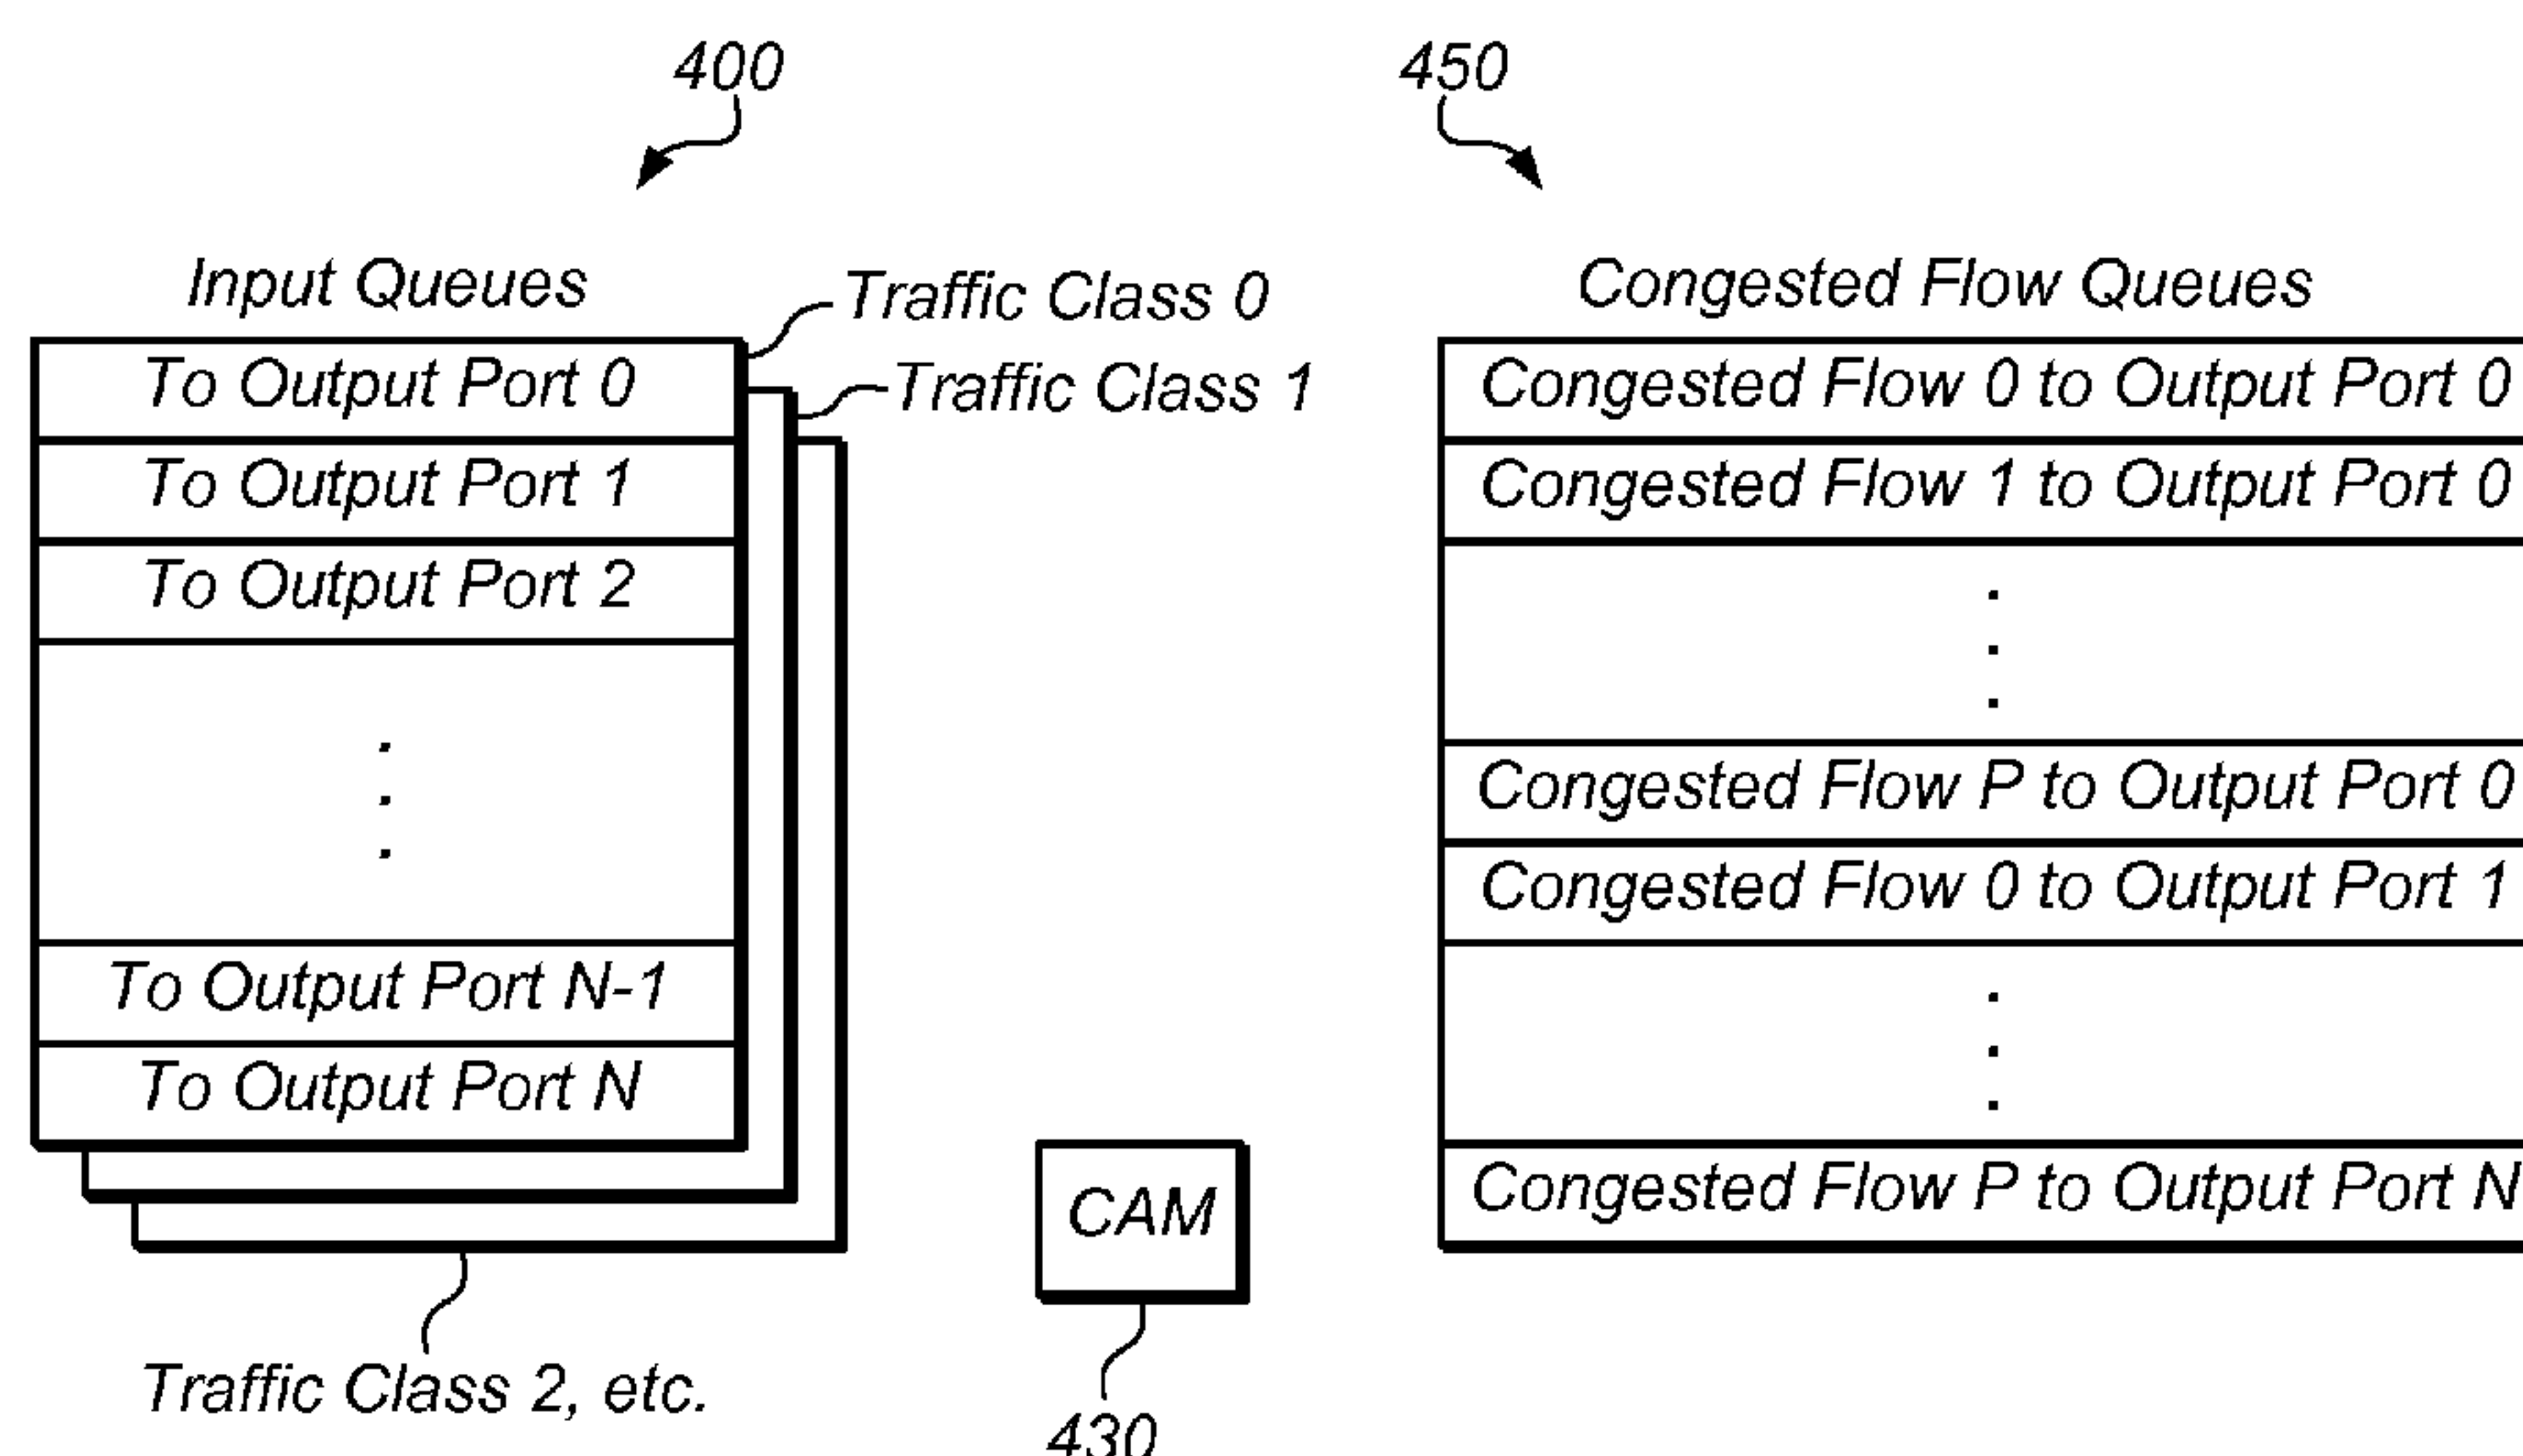 400
450
Input Queues
Traffic Class 0
Traffic Class 1
To Output Port 0
To Output Port 1
To Output Port 2
.
.
.
To Output Port N-1
To Output Port N
Traffic Class 2, etc.
CAM
430
Congested Flow Queues
Congested Flow 0 to Output Port 0
Congested Flow 1 to Output Port 0
.
.
.
Congested Flow P to Output Port 0
Congested Flow 0 to Output Port 1
.
.
.
Congested Flow P to Output Port N